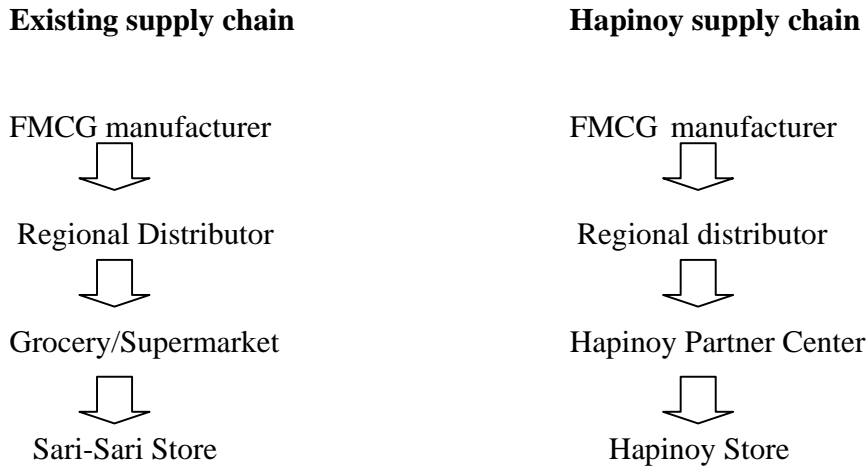 Existing supply chain Hapinoy supply chain
FMCG manufacturer FMCG manufacturer
Regional Distributor Regional distributor
Grocery/Supermarket Hapinoy Partner Center
Sari-Sari Store Hapinoy Store